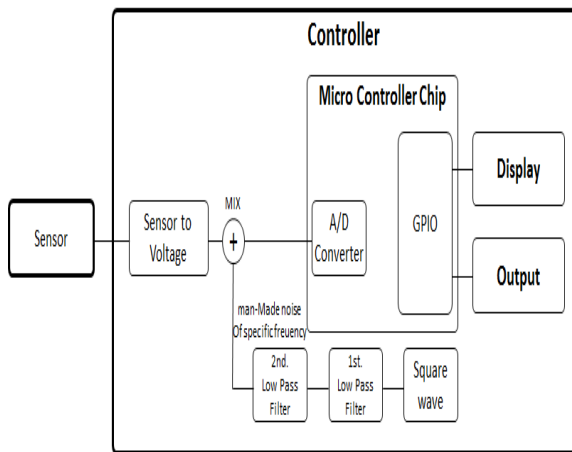 Controller
Micro Controller Chip
Sensor
Sensor to
Voltage
MIX
+
A/D
Converter
GPIO
Display
Output
man-Made noise
Of specific freuency
2nd.
Low Pass
Filter
1st.
Low Pass
Filter
Square
wave